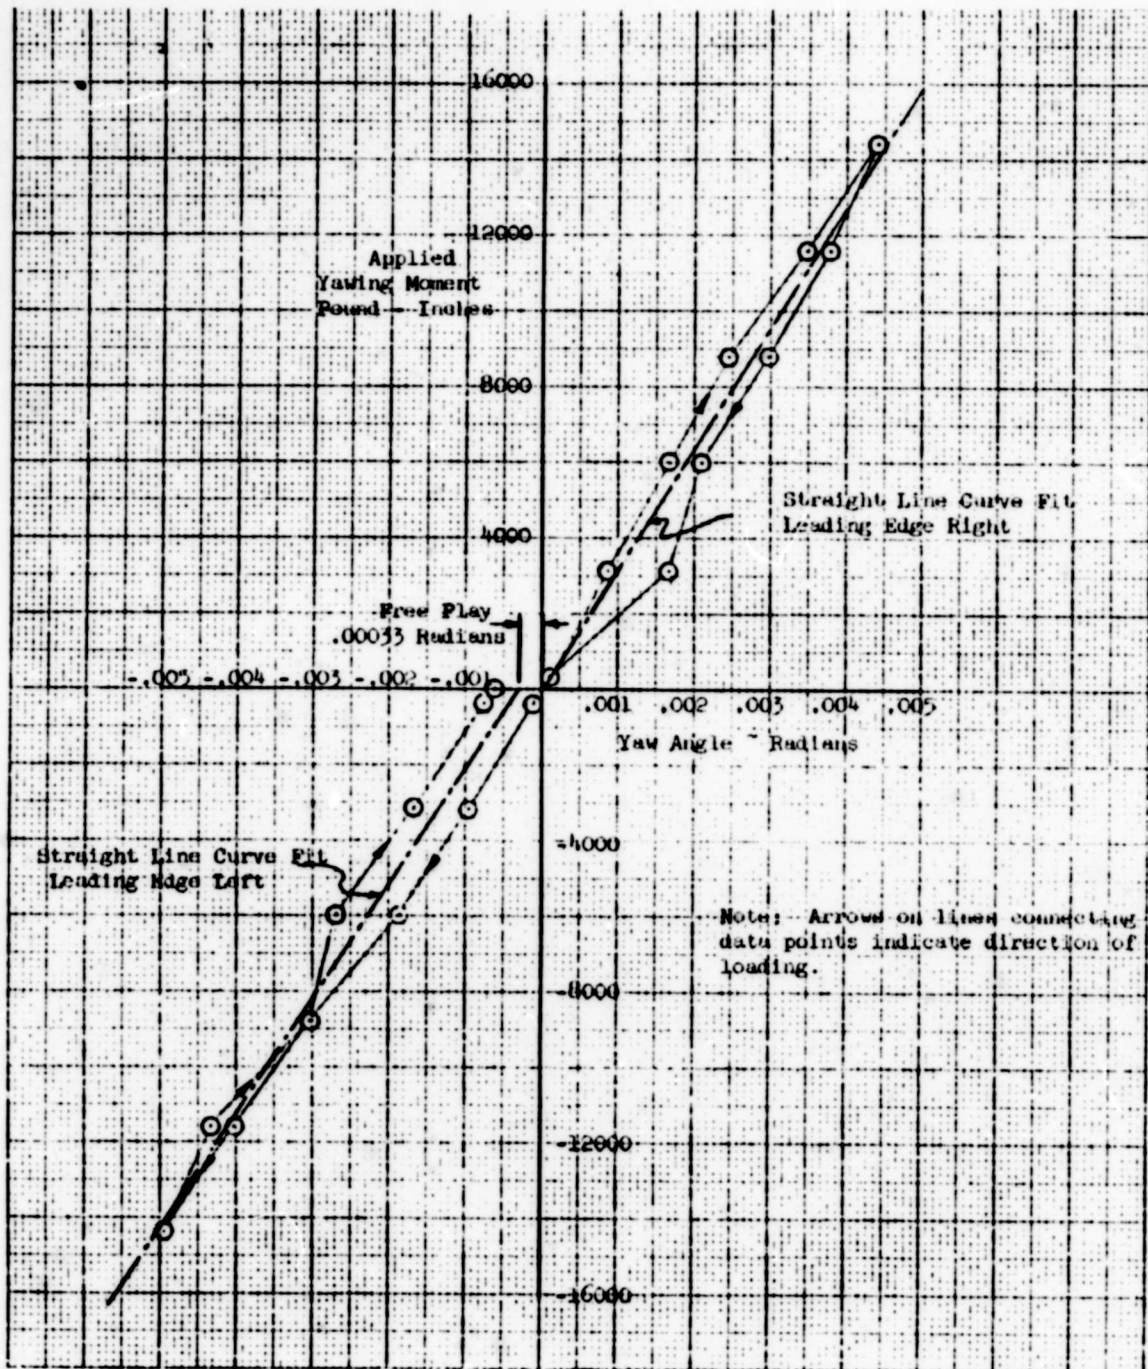 16000
12000
Applied
Yawing Moment
Pound - Inches
8000
Straight Line Curve Fit
Leading Edge Right
4000
Free Play
.00033 Radians
-.005 -.004 -.003 -.002 -.001
.001 .002 .003 .004 .005
Yaw Angle ~ Radians
-4000
Straight Line Curve Fit
Leading Edge Left
Note: Arrows on lines connecting
data points indicate direction of
loading.
-8000
-12000
-16000